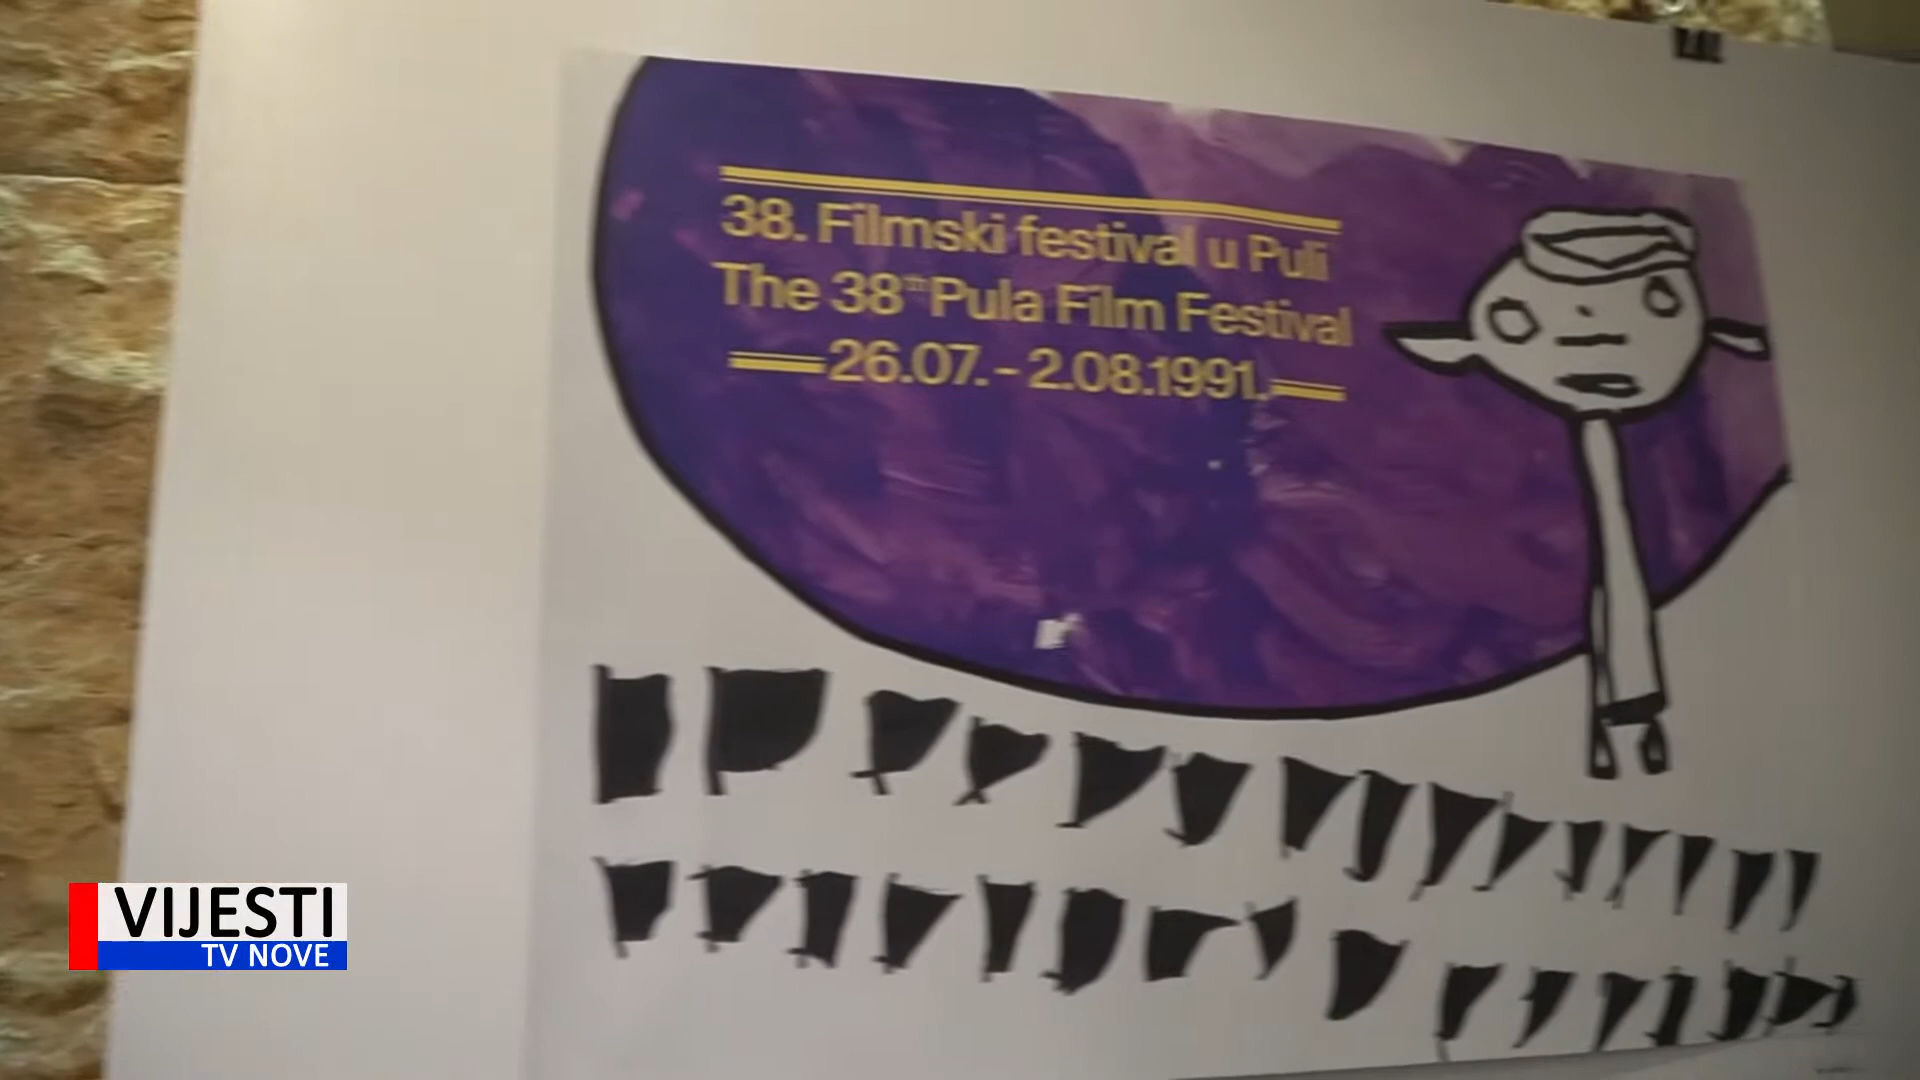 38. Filmski festival u Puli
The 38th Pula Film Festival
26.07. - 2.08.1991.
VIJESTI
TV NOVE